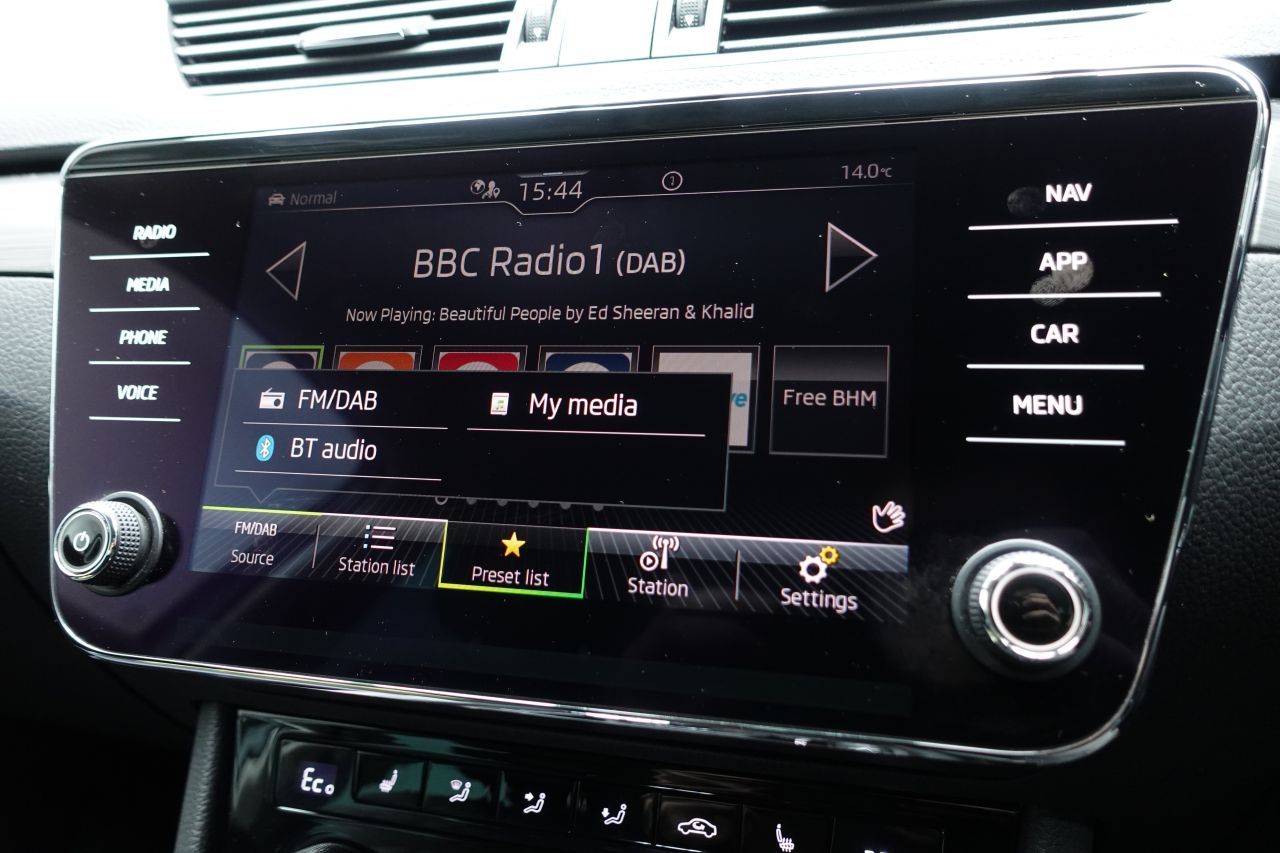 Normal
15:44
14.0°C
RADIO
MEDIA
PHONE
VOICE
BBC Radio1 (DAB)
Now Playing: Beautiful People by Ed Sheeran & Khalid
Free BHM
FM/DAB
My media
BT audio
FM/DAB
Source
Station list
Preset list
Station
Settings
NAV
APP
CAR
MENU
Eco